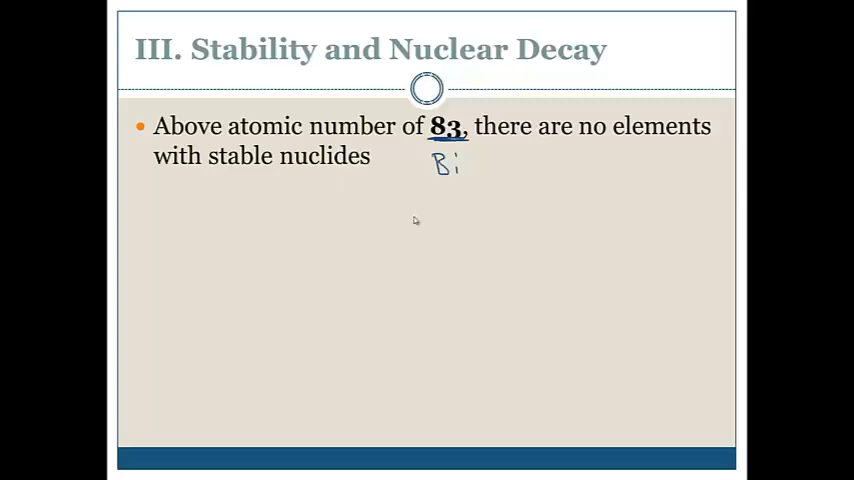 III. Stability and Nuclear Decay
• Above atomic number of 83, there are no elements
with stable nuclides
Bi